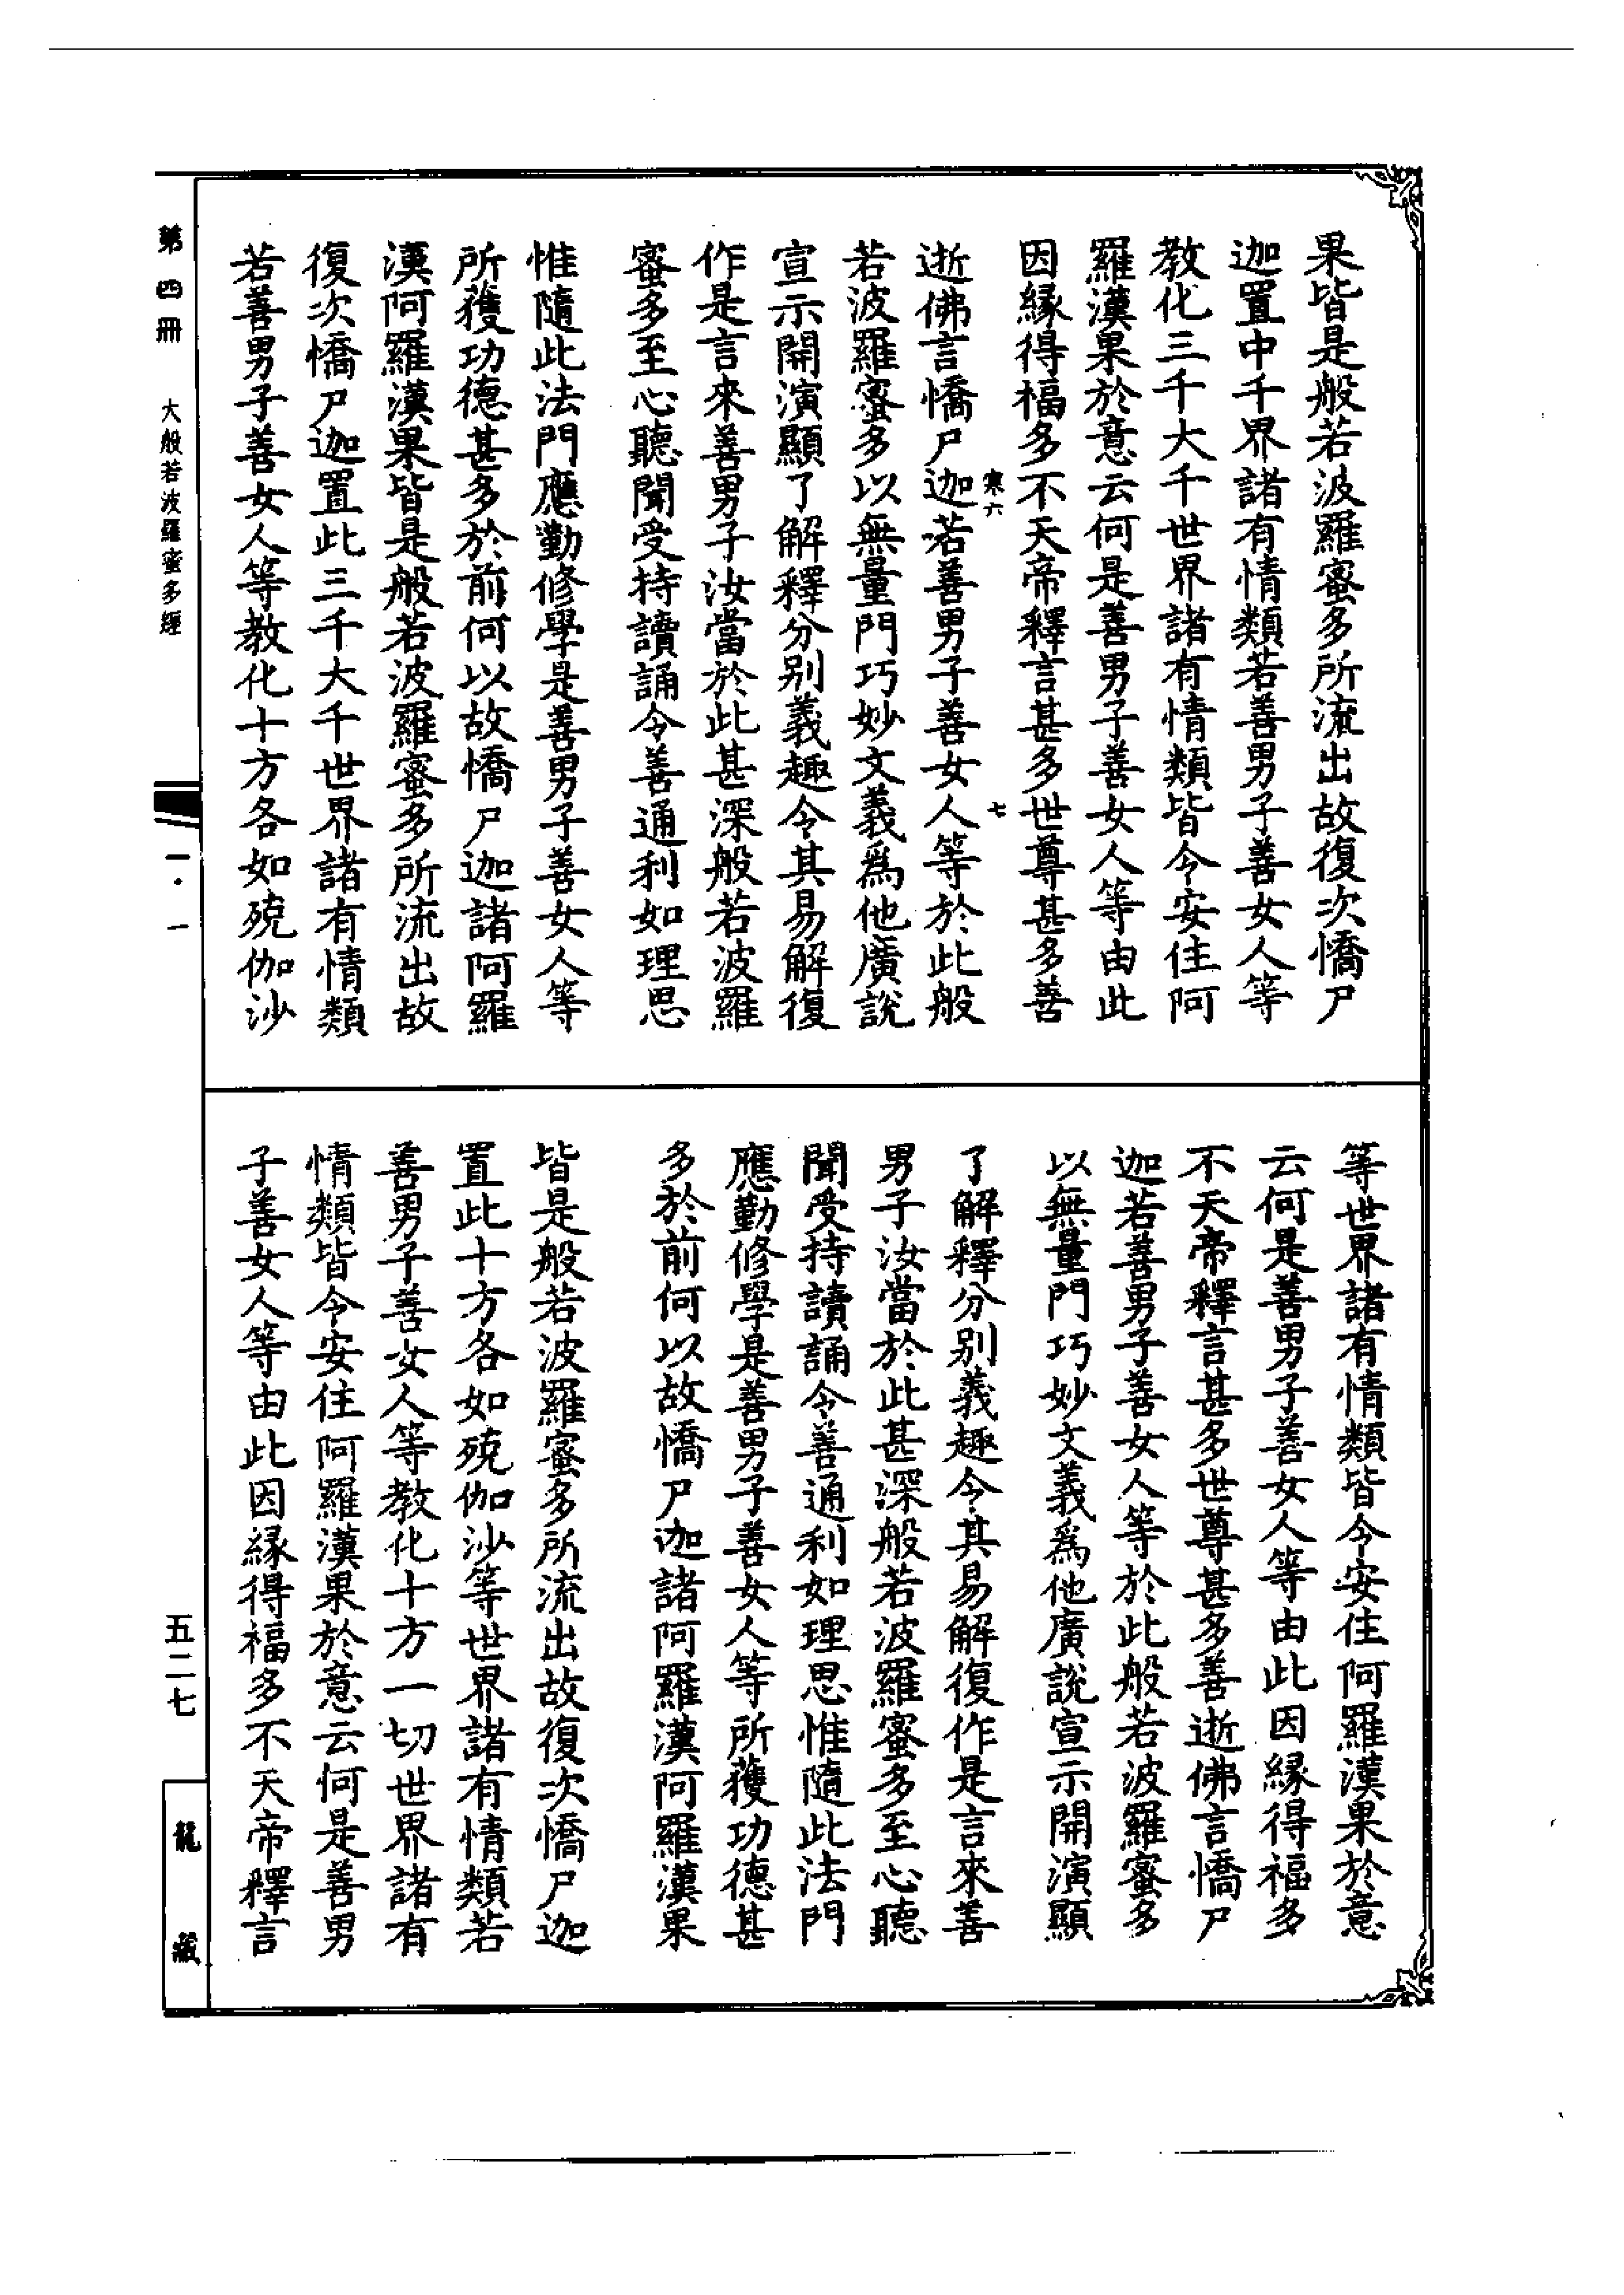 果皆是般若波羅蜜多所流出故復次憍尸
迦置中千界諸有情類若善男子善女人等
教化三千大千世界諸有情類皆令安住阿
羅漢果於意云何是善男子善女人等由此
因緣得福多不天帝釋言甚多世尊甚多善
寒六 七
逝佛言憍尸迦若善男子善女人等於此般
若波羅蜜多以無量門巧妙文義爲他廣說
宣示開演顯了解釋分别義趣令其易解復
作是言來善男子汝當於此甚深般若波羅
蜜多至心聽聞受持讀誦令善通利如理思
惟隨此法門應勤修學是善男子善女人等
所獲功德甚多於前何以故憍尸迦諸阿羅
漢阿羅漢果皆是般若波羅蜜多所流出故
復次憍尸迦置此三千大千世界諸有情類
若善男子善女人等教化十方各如殑伽沙
等世界諸有情類皆令安住阿羅漢果於意
云何是善男子善女人等由此因緣得福多
不天帝釋言甚多世尊甚多善逝佛言憍尸
迦若善男子善女人等於此般若波羅蜜多
以無量門巧妙文義爲他廣說宣示開演顯
了解釋分别義趣令其易解復作是言來善
男子汝當於此甚深般若波羅蜜多至心聽
聞受持讀誦令善通利如理思惟隨此法門
應勤修學是善男子善女人等所獲功德甚
多於前何以故憍尸迦諸阿羅漢阿羅漢果
皆是般若波羅蜜多所流出故復次憍尸迦
置此十方各如殑伽沙等世界諸有情類若
善男子善女人等教化十方一切世界諸有
情類皆令安住阿羅漢果於意云何是善男
子善女人等由此因緣得福多不天帝釋言
第四冊 大般若波羅蜜多經 一·一 五二七 龍藏